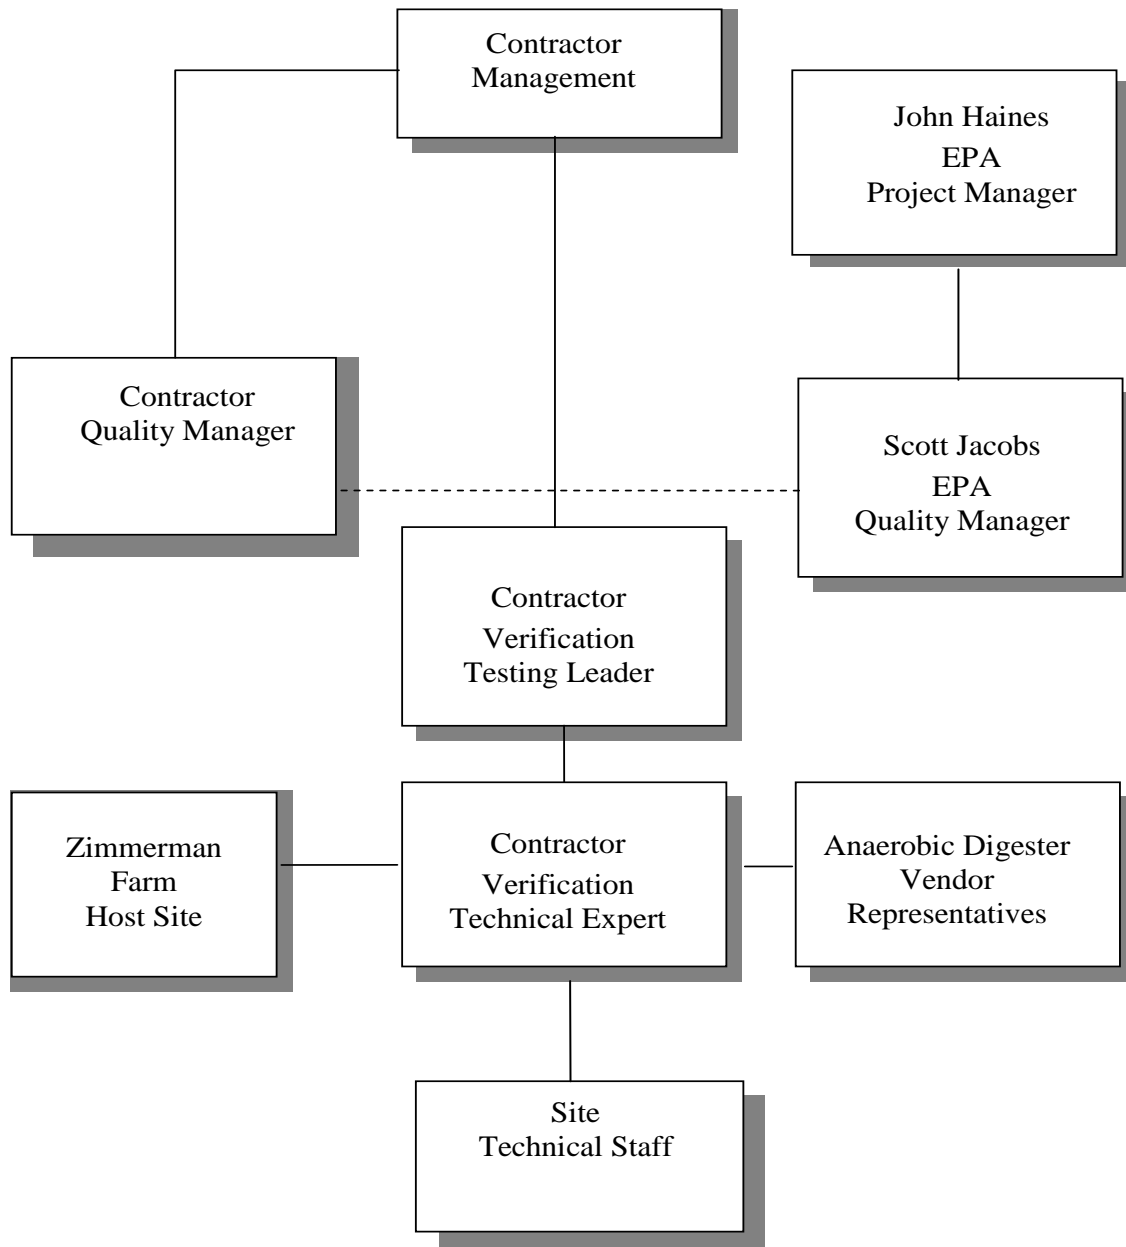 Contractor
Management
John Haines
EPA
Project Manager
Contractor
Quality Manager
Scott Jacobs
EPA
Quality Manager
Contractor
Verification
Testing Leader
Zimmerman
Farm
Host Site
Contractor
Verification
Technical Expert
Anaerobic Digester
Vendor
Representatives
Site
Technical Staff